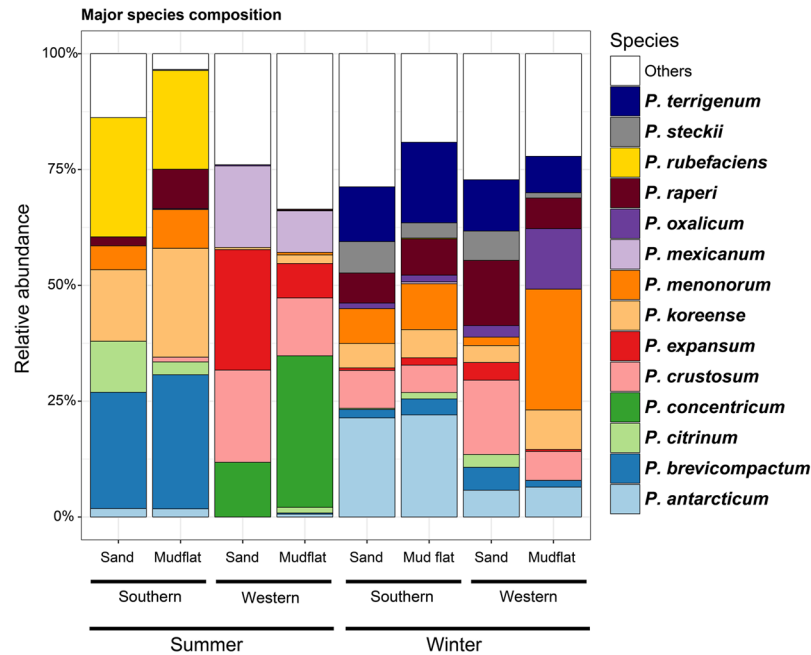 Major species composition
Relative abundance
100%
75%
50%
25%
0%
Sand Mudflat Sand Mudflat Sand Mud flat Sand Mudflat
Southern Western Southern Western
Summer Winter
Species
Others
P. terrigenum
P. steckii
P. rubefaciens
P. raperi
P. oxalicum
P. mexicanum
P. menonorum
P. koreense
P. expansum
P. crustosum
P. concentricum
P. citrinum
P. brevicompactum
P. antarcticum